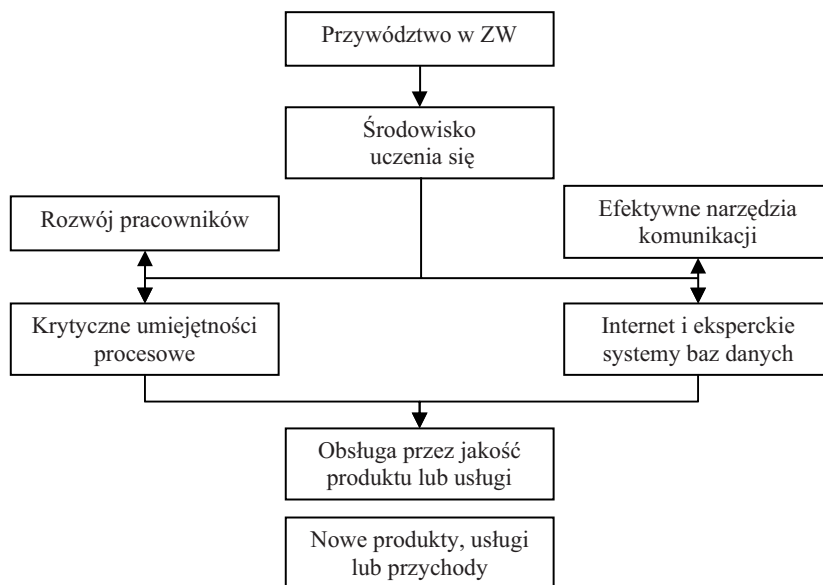 Przywództwo w ZW
Środowisko
uczenia się
Rozwój pracowników
Efektywne narzędzia
komunikacji
Krytyczne umiejętności
procesowe
Internet i eksperckie
systemy baz danych
Obsługa przez jakość
produktu lub usługi
Nowe produkty, usługi
lub przychody